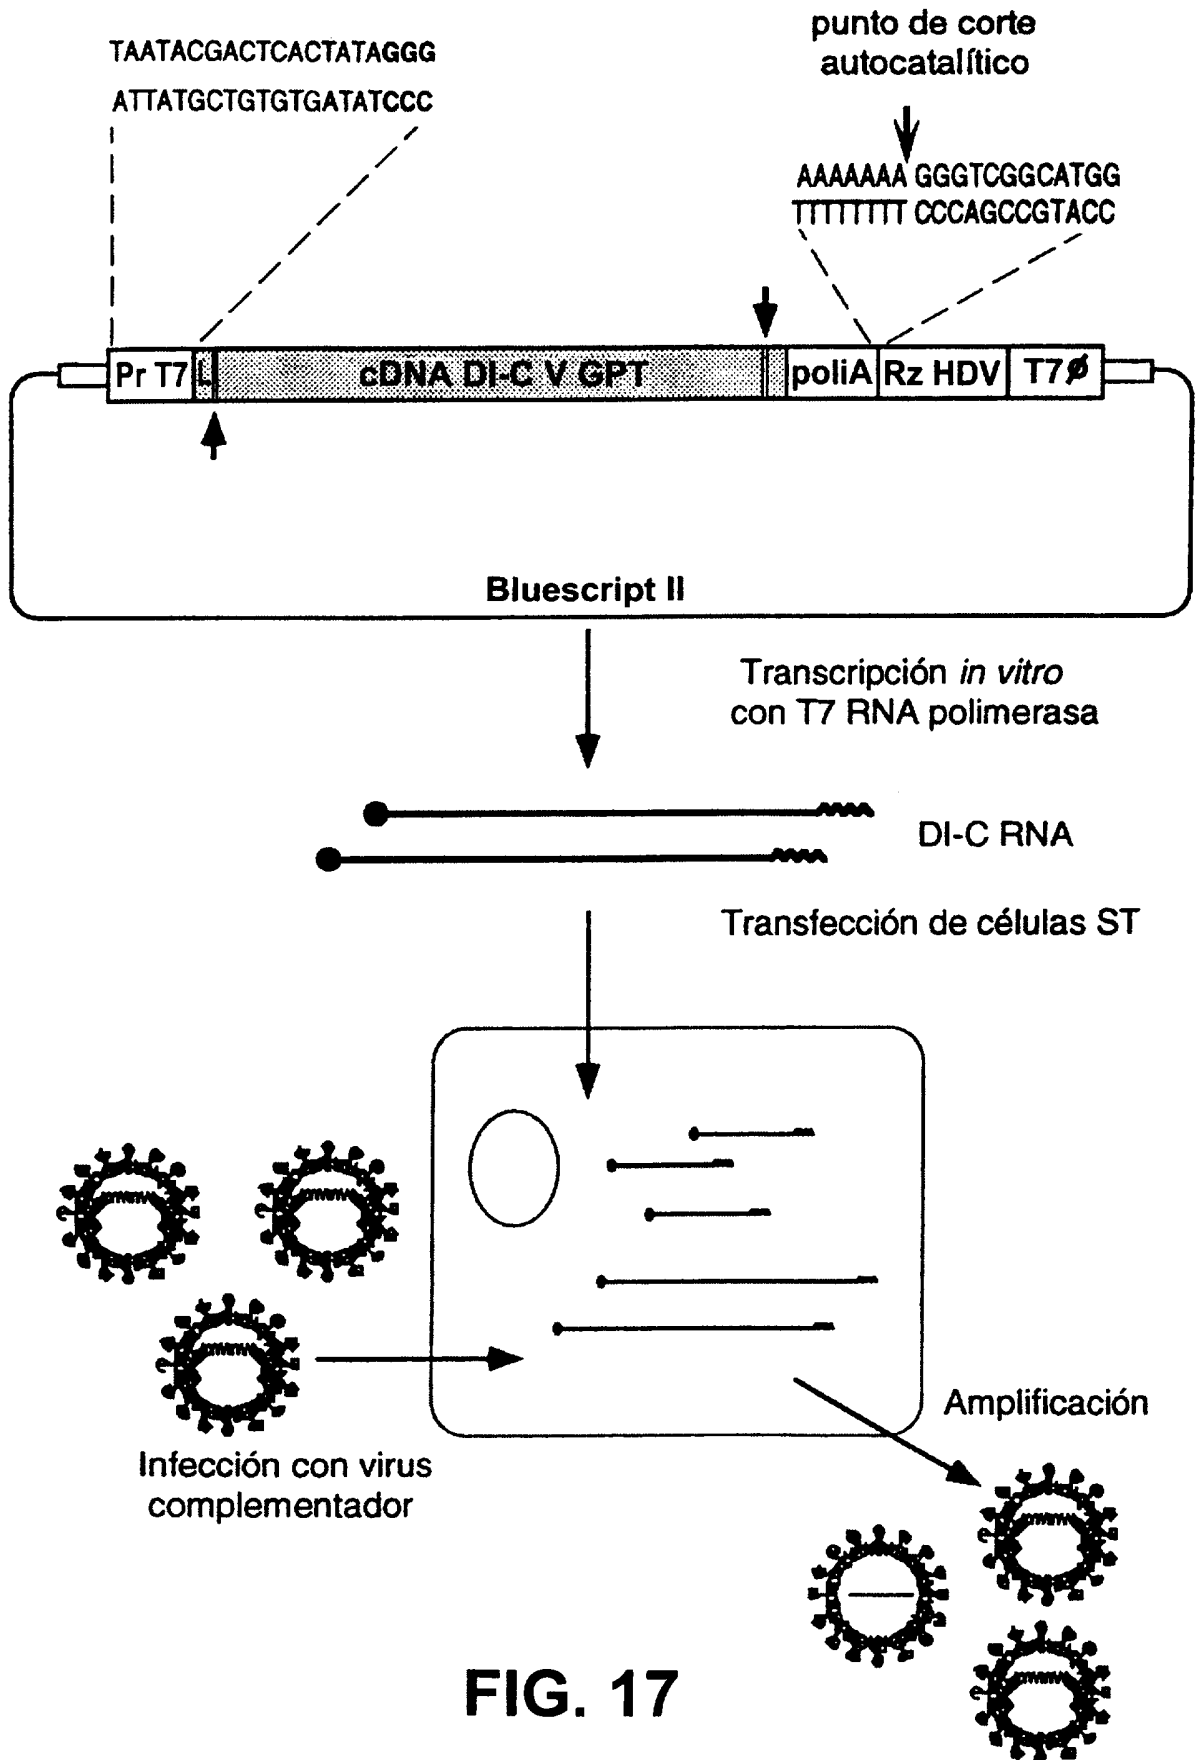 punto de corte
autocatalítico
TAATACGACTCACTATAGGG
ATTATGCTGTGTGATATCCC
AAAAAAA GGGTCGGCATGG
TTTTTTTT CCCAGCCGTACC
Pr T7 L cDNA DI-C V GPT poliA Rz HDV T7ø
Bluescript II
Transcripción in vitro
con T7 RNA polimerasa
DI-C RNA
Transfección de células ST
Amplificación
Infección con virus
complementador
FIG. 17